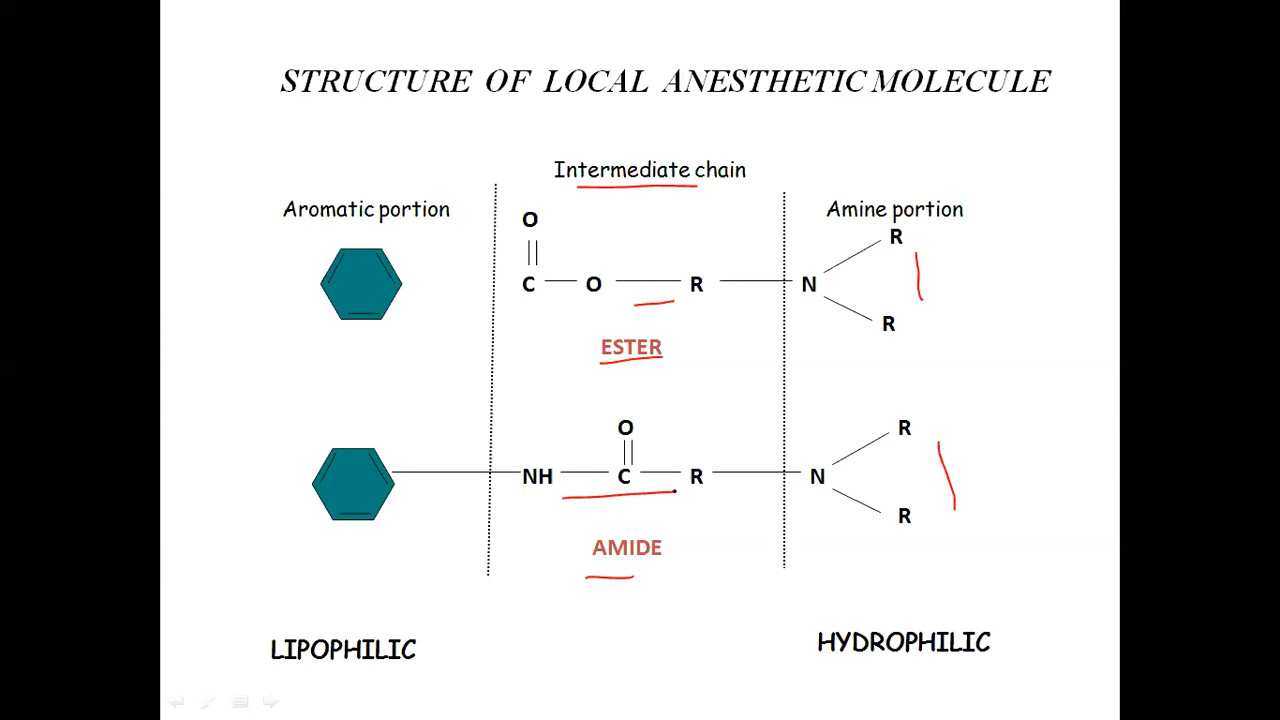 STRUCTURE OF LOCAL ANESTHETIC MOLECULE
Intermediate chain
Aromatic portion
Amine portion
O
R
C O R N
R
ESTER
O
R
NH C R N
R
AMIDE
LIPOPHILIC
HYDROPHILIC